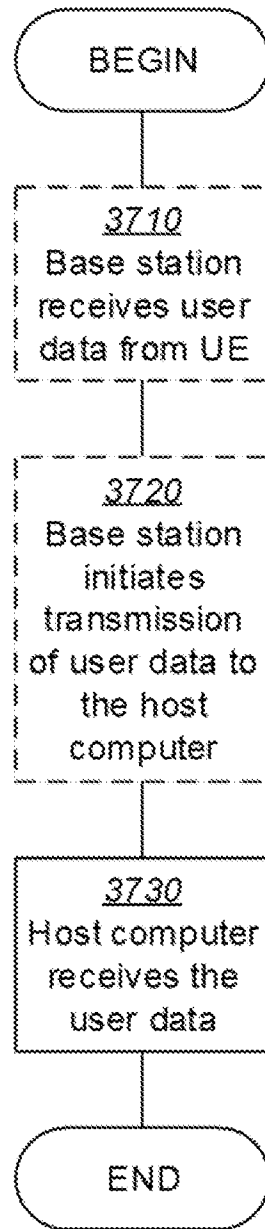 BEGIN
3710
Base station
receives user
data from UE
3720
Base station
initiates
transmission
of user data to
the host
computer
3730
Host computer
receives the
user data
END